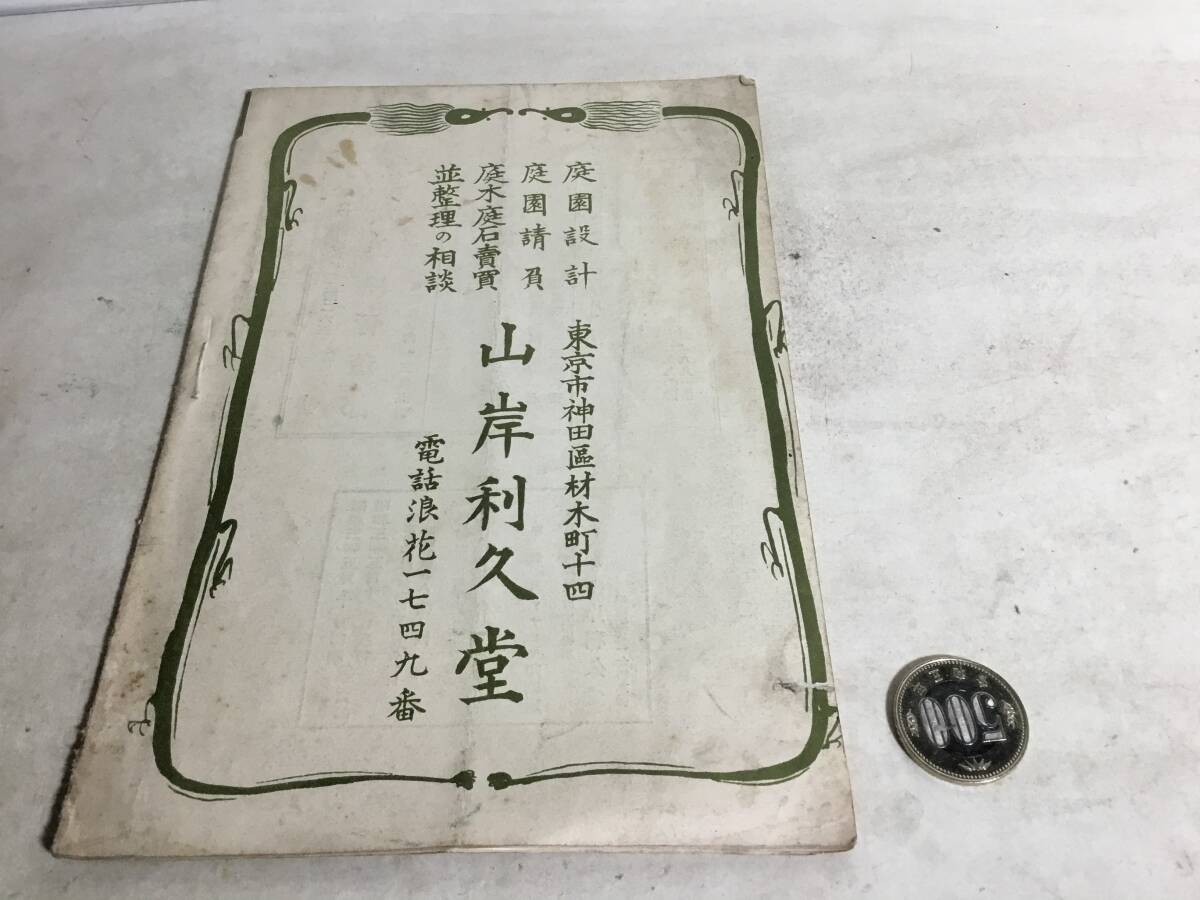 庭園設計
庭園請負
庭木庭石賣買
並整理の相談
東京市神田區材木町十四
山岸利久堂
電話浪花一七四九番
500